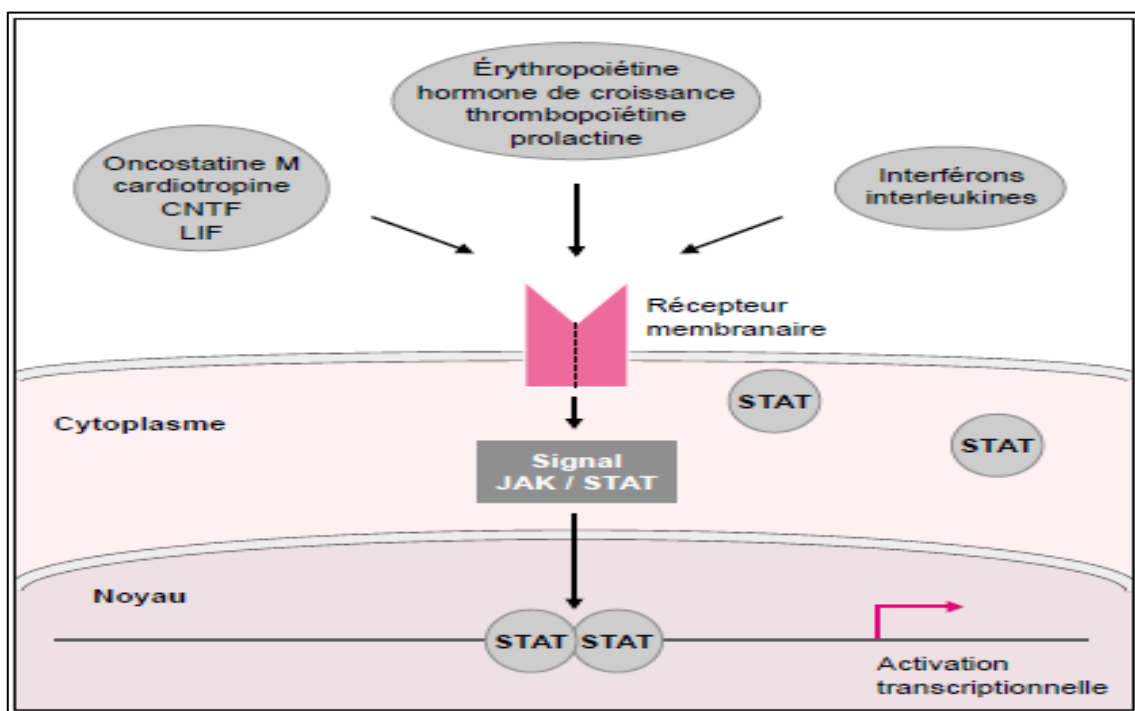 Érythropoiétine
hormone de croissance
thrombopoïétine
prolactine
Oncostatine M
cardiotropine
CNTF
LIF
Interférons
interleukines
Récepteur
membranaire
STAT
Cytoplasme
STAT
Signal
JAK / STAT
Noyau
STAT STAT
Activation
transcriptionnelle